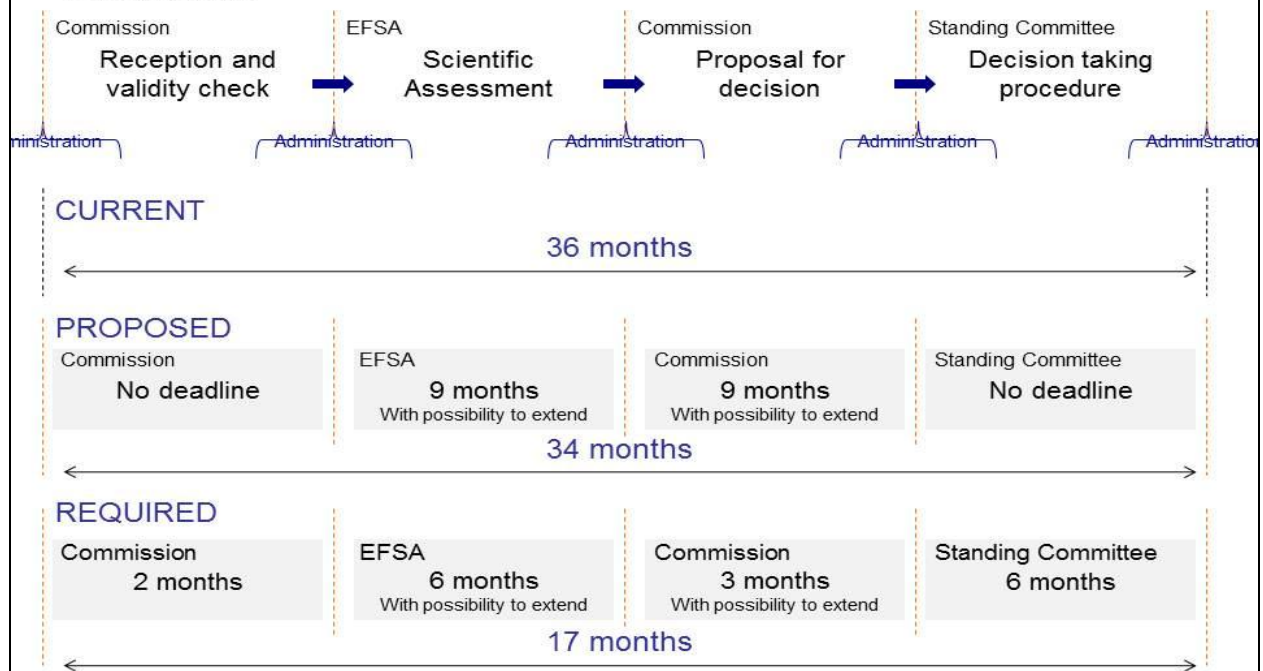 Commission
Reception and
validity check
EFSA
Scientific
Assessment
Commission
Proposal for
decision
Standing Committee
Decision taking
procedure
ministration
Administration
Administration
Administration
Administration
CURRENT
36 months
PROPOSED
Commission
No deadline
EFSA
9 months
With possibility to extend
Commission
9 months
With possibility to extend
Standing Committee
No deadline
34 months
REQUIRED
Commission
2 months
EFSA
6 months
With possibility to extend
Commission
3 months
With possibility to extend
Standing Committee
6 months
17 months